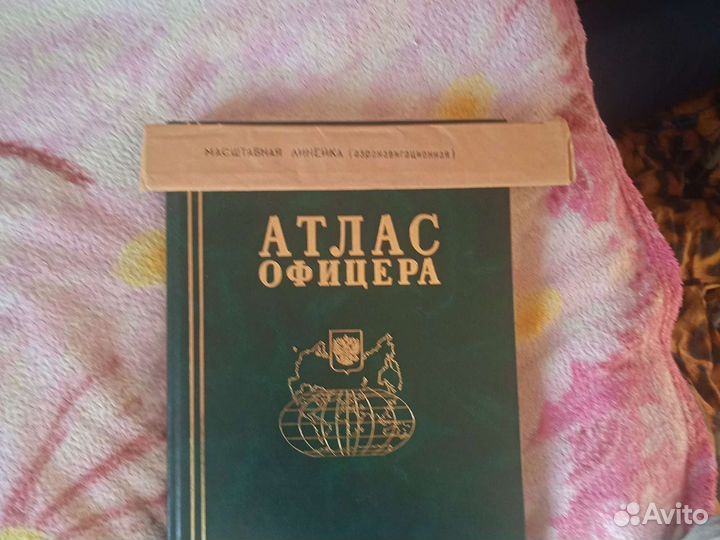 МАСШТАБНАЯ ЛИНЕЙКА (аэронавигационная)
АТЛАС
ОФИЦЕРА
Avito